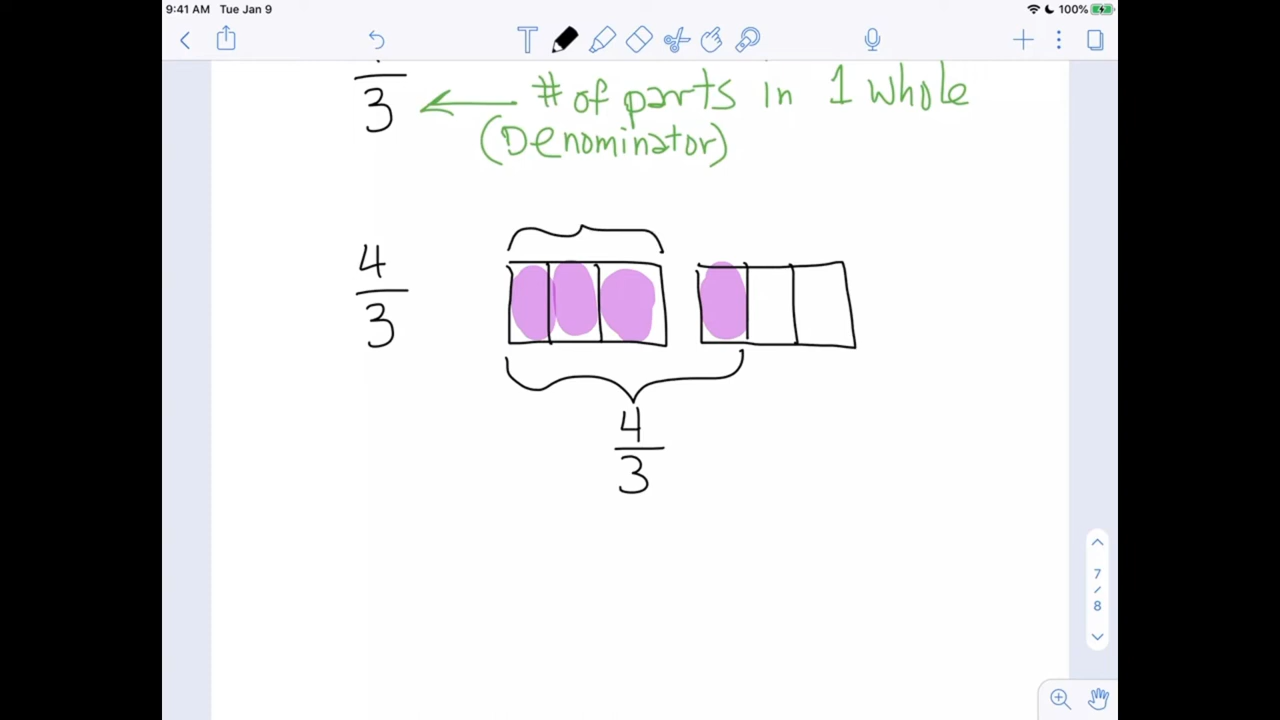 9:41 AM Tue Jan 9
100%
T
3
# of parts in 1 whole
(Denominator)
4
3
4
3
7
/
8